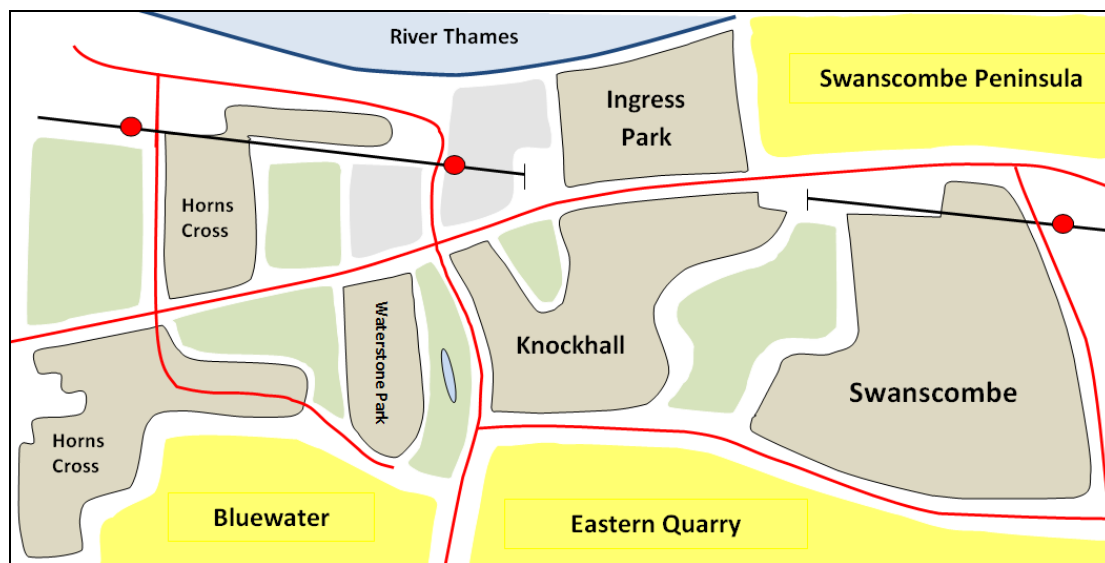 River Thames
Swanscombe Peninsula
Ingress
Park
Horns
Cross
Waterstone Park
Knockhall
Swanscombe
Horns
Cross
Bluewater
Eastern Quarry